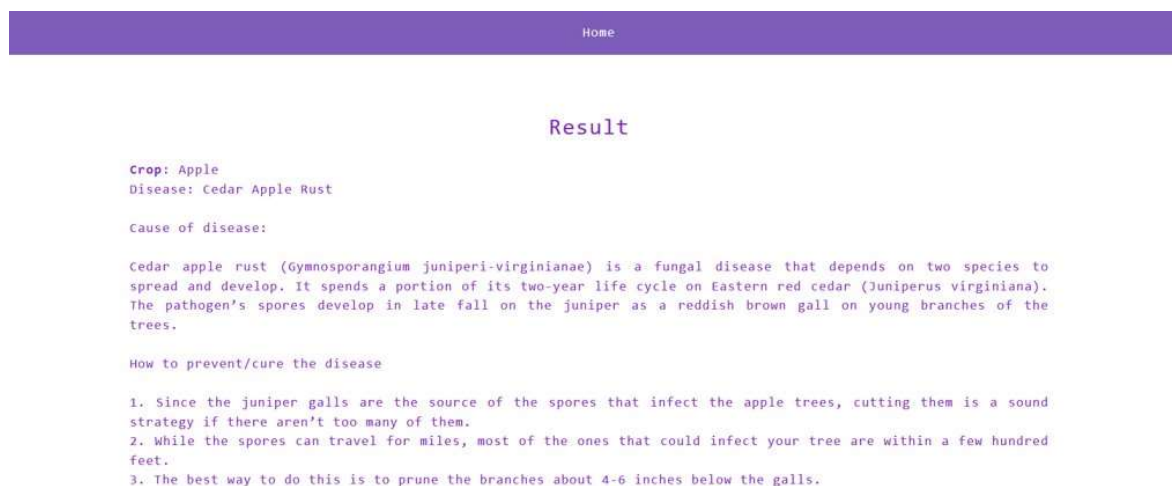 Home
Result
Crop: Apple
Disease: Cedar Apple Rust
Cause of disease:
Cedar apple rust (Gymnosporangium juniperi-virginianae) is a fungal disease that depends on two species to
spread and develop. It spends a portion of its two-year life cycle on Eastern red cedar (Juniperus virginiana).
The pathogen’s spores develop in late fall on the juniper as a reddish brown gall on young branches of the
trees.
How to prevent/cure the disease
1. Since the juniper galls are the source of the spores that infect the apple trees, cutting them is a sound
strategy if there aren’t too many of them.
2. While the spores can travel for miles, most of the ones that could infect your tree are within a few hundred
feet.
3. The best way to do this is to prune the branches about 4-6 inches below the galls.